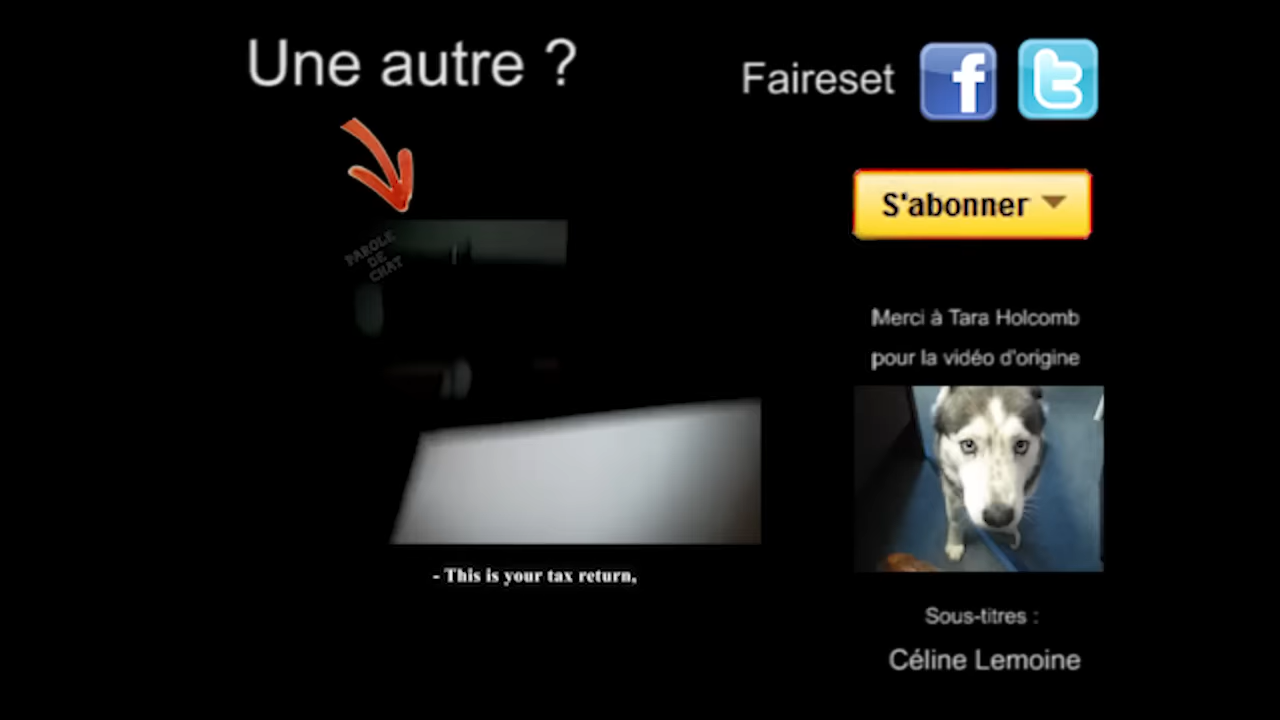 Une autre ?
Faireset
S'abonner
PAROLE
DE
CHAT
Merci à Tara Holcomb
pour la vidéo d'origine
- This is your tax return,
Sous-titres :
Céline Lemoine